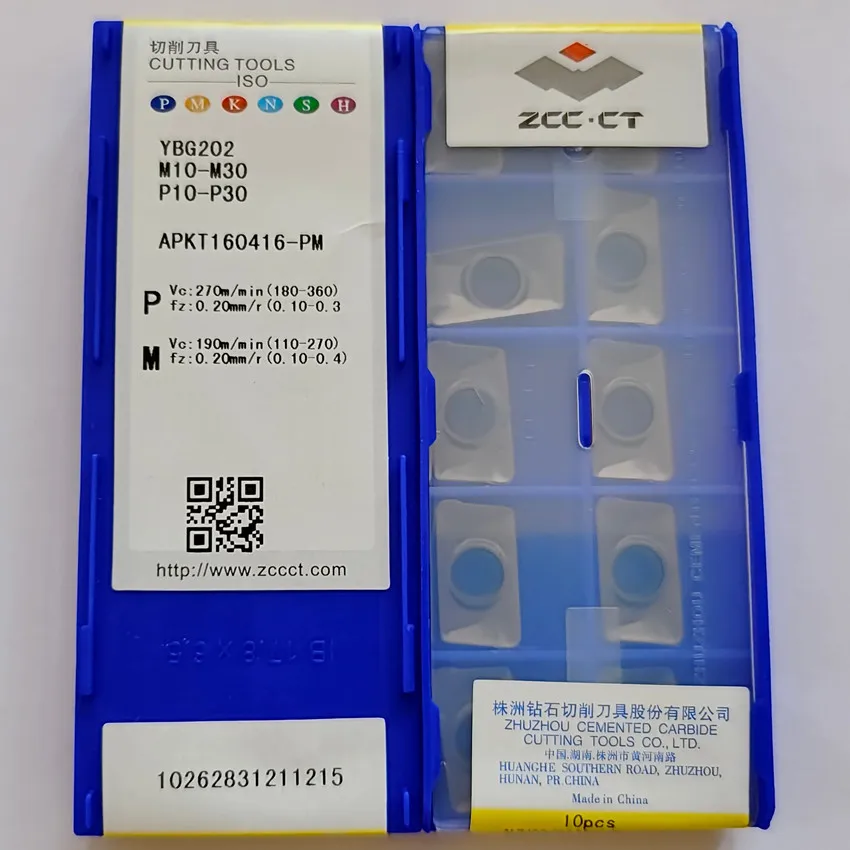 切削刀具
CUTTING TOOLS
ISO
P M K N S H
YBG202
M10-M30
P10-P30
APKT160416-PM
P Vc:270m/min(180-360)
fz:0.20mm/r(0.10-0.3
M Vc:190m/min(110-270)
fz:0.20mm/r(0.10-0.4)
http://www.zccct.com
10262831211215
ZCC·CT
株洲钻石切削刀具股份有限公司
ZHUZHOU CEMENTED CARBIDE
CUTTING TOOLS CO., LTD.
中国.湖南.株洲市黄河南路
HUANGHE SOUTHERN ROAD, ZHUZHOU,
HUNAN, PR.CHINA
Made in China
10pcs